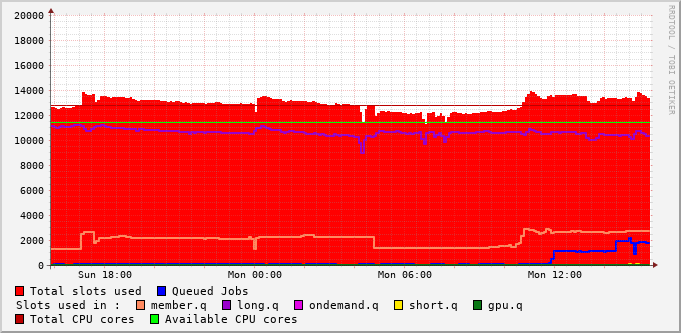 20000
18000
16000
14000
12000
10000
8000
6000
4000
2000
0
Sun 18:00 Mon 00:00 Mon 06:00 Mon 12:00
RRDTOOL / TOBI OETIKER
Total slots used Queued Jobs
Slots used in : member.q long.q ondemand.q short.q gpu.q
Total CPU cores Available CPU cores